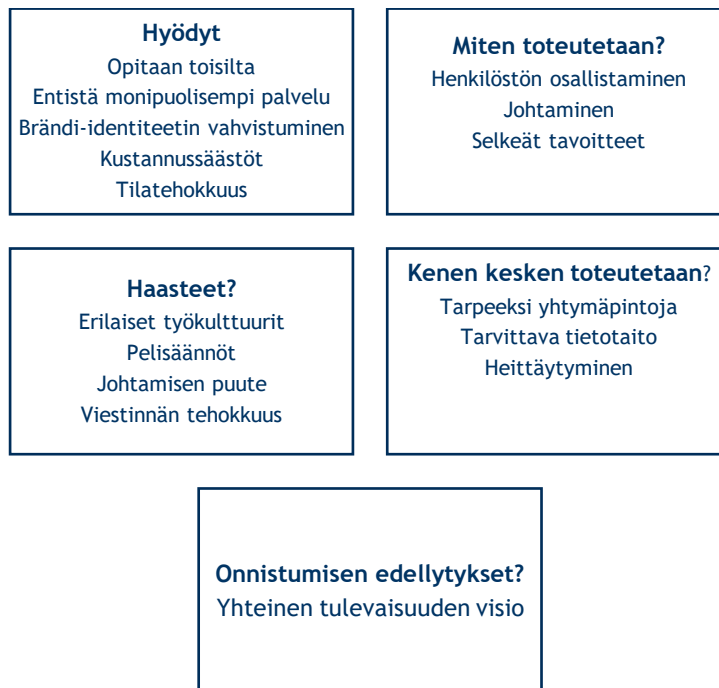 Hyödyt
Opitaan toisilta
Entistä monipuolisempi palvelu
Brändi-identiteetin vahvistuminen
Kustannussäästöt
Tilatehokkuus
Miten toteutetaan?
Henkilöstön osallistaminen
Johtaminen
Selkeät tavoitteet
Haasteet?
Erilaiset työkulttuurit
Pelisäännöt
Johtamisen puute
Viestinnän tehokkuus
Kenen kesken toteutetaan?
Tarpeeksi yhtymäpintoja
Tarvittava tietotaito
Heittäytyminen
Onnistumisen edellytykset?
Yhteinen tulevaisuuden visio